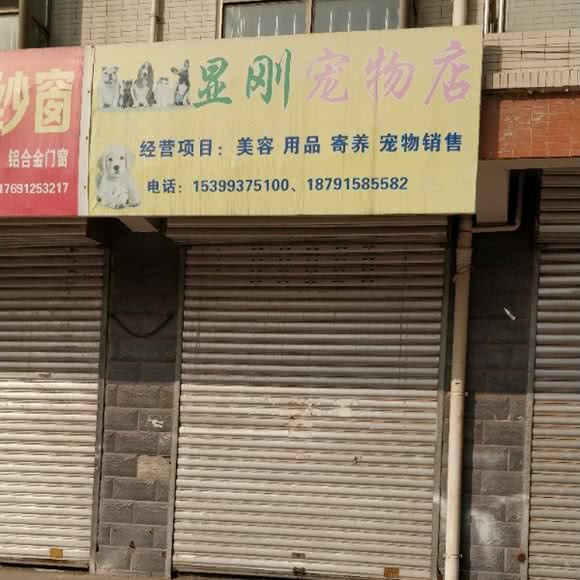 纱窗
铝合金门窗
17691253217
显刚宠物店
经营项目：美容 用品 寄养 宠物销售
电话：15399375100、18791585582